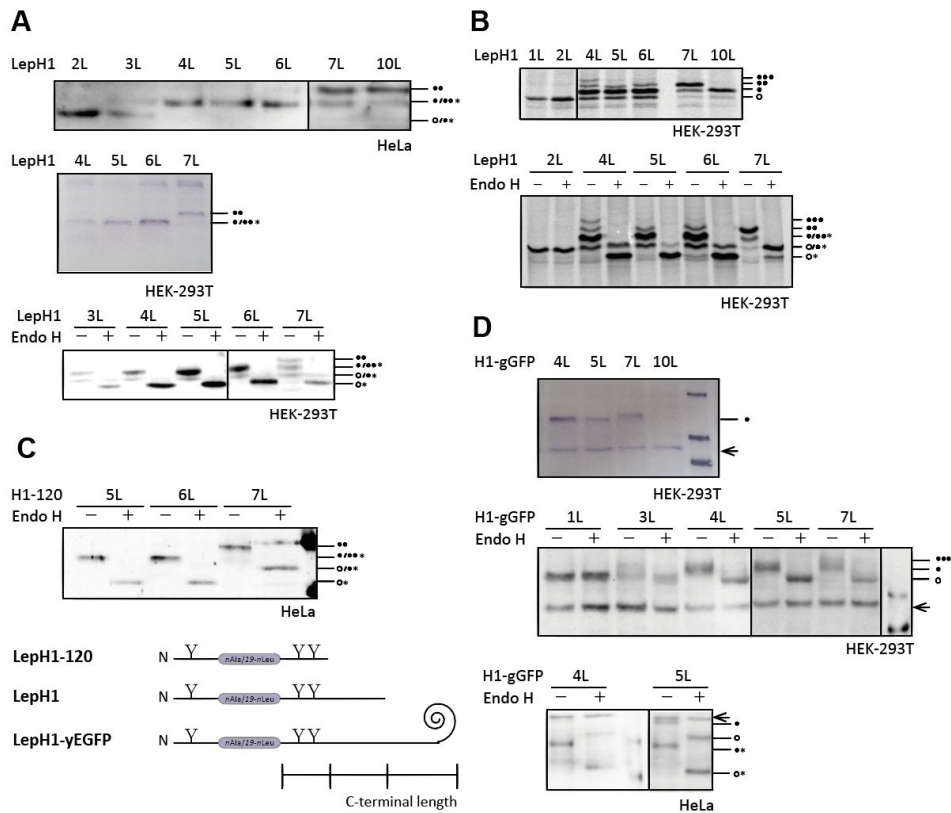 A
LepH1 2L 3L 4L 5L 6L 7L 10L
HeLa
LepH1 4L 5L 6L 7L
HEK-293T
LepH1 3L 4L 5L 6L 7L
Endo H − + − + − + − + − +
HEK-293T
B
LepH1 1L 2L 4L 5L 6L 7L 10L
HEK-293T
LepH1 2L 4L 5L 6L 7L
Endo H − + − + − + − + − +
HEK-293T
C
H1-120 5L 6L 7L
Endo H − + − + − +
HeLa
LepH1-120 N Y nAla/19-nLeu YY
LepH1 N Y nAla/19-nLeu YY
LepH1-yEGFP N Y nAla/19-nLeu YY
C-terminal length
D
H1-gGFP 4L 5L 7L 10L
HEK-293T
H1-gGFP 1L 3L 4L 5L 7L
Endo H − + − + − + − + − +
HEK-293T
H1-gGFP 4L 5L
Endo H − + − +
HeLa